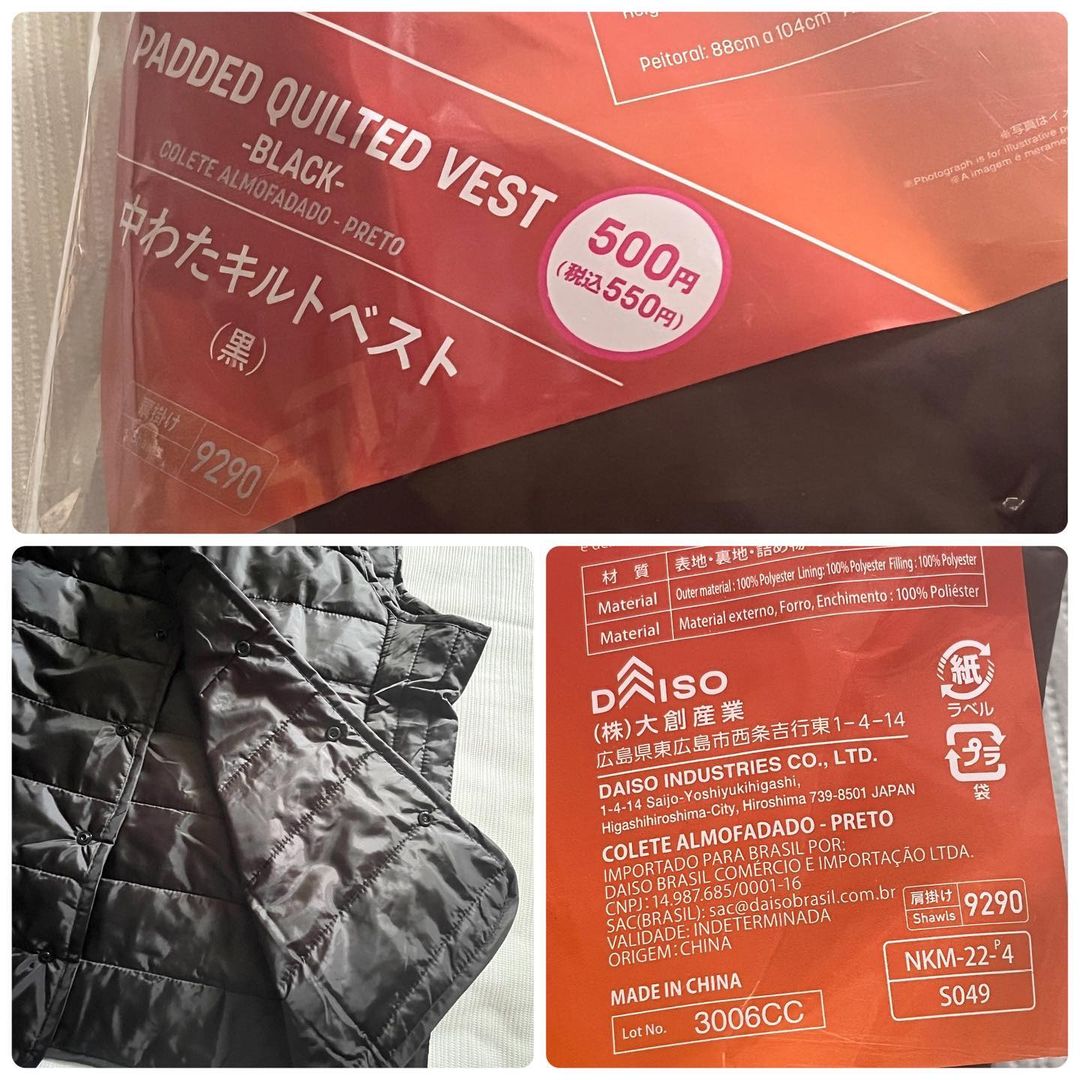 Peitoral: 88cm a 104cm
PADDED QUILTED VEST
-BLACK-
COLETE ALMOFADADO - PRETO
中わたキルトベスト
(黒)
500円
(税込550円)
※写真はイメ
※Photograph is for illustrative p
※A imagem é meramen
肩掛け
9290
材 質
表地・裏地・詰め物
Material
Outer material : 100% Polyester Lining: 100% Polyester Filling : 100% Polyester
Material
Material externo, Forro, Enchimento : 100% Poliéster
DAISO
(株)大創産業
広島県東広島市西条吉行東1-4-14
DAISO INDUSTRIES CO., LTD.
1-4-14 Saijo-Yoshiyukihigashi,
Higashihiroshima-City, Hiroshima 739-8501 JAPAN
COLETE ALMOFADADO - PRETO
IMPORTADO PARA BRASIL POR:
DAISO BRASIL COMÉRCIO E IMPORTAÇÃO LTDA.
CNPJ: 14.987.685/0001-16
SAC(BRASIL): sac@daisobrasil.com.br
VALIDADE: INDETERMINADA
ORIGEM: CHINA
MADE IN CHINA
Lot No. 3006CC
紙
ラベル
プラ
袋
肩掛け
Shawls
9290
NKM-22-P4
S049